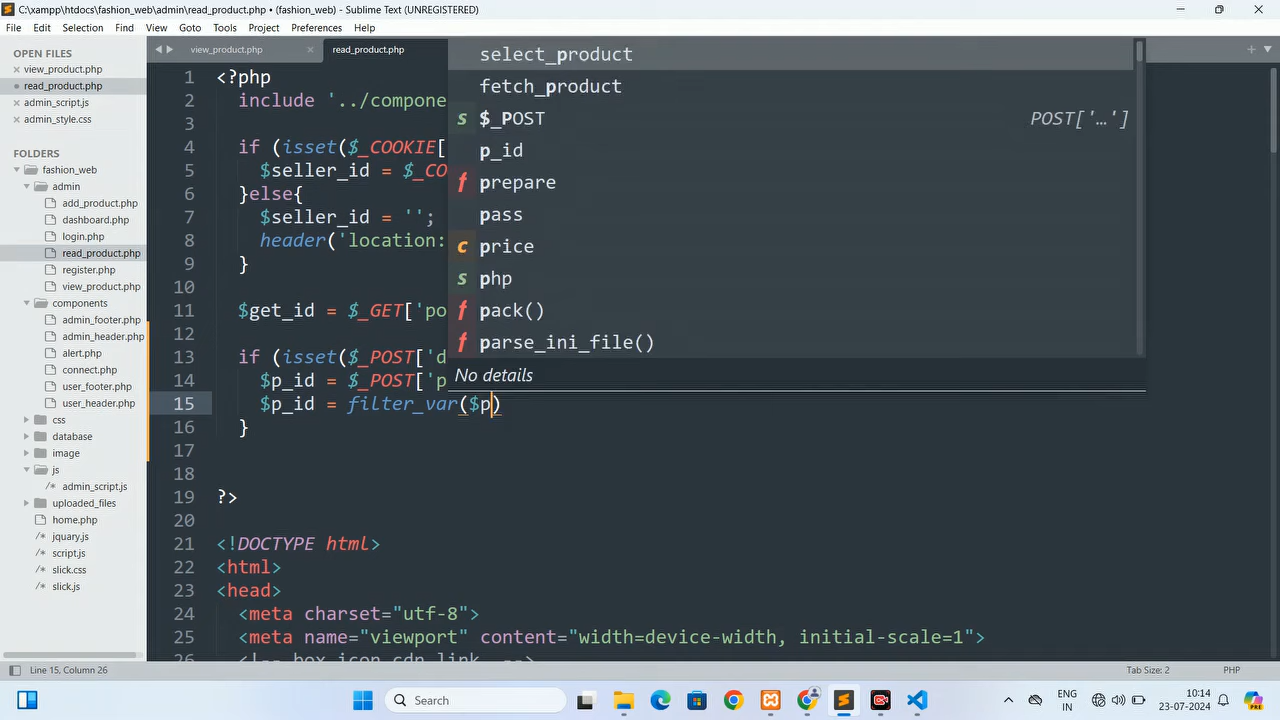 C:\xampp\htdocs\fashion_web\admin\read_product.php • (fashion_web) - Sublime Text (UNREGISTERED)
File Edit Selection Find View Goto Tools Project Preferences Help
OPEN FILES
view_product.php
read_product.php
admin_script.js
admin_style.css
FOLDERS
fashion_web
admin
add_product.php
dashboard.php
login.php
read_product.php
register.php
view_product.php
components
admin_footer.php
admin_header.php
alert.php
connect.php
user_footer.php
user_header.php
css
database
image
js
admin_script.js
uploaded_files
home.php
jquary.js
script.js
slick.css
slick.js
view_product.php
read_product.php
1 <?php
2 include '../compone
3
4 if (isset($_COOKIE[
5 $seller_id = $_CO
6 }else{
7 $seller_id = '';
8 header('location:
9 }
10
11 $get_id = $_GET['po
12
13 if (isset($_POST['d
14 $p_id = $_POST['p
15 $p_id = filter_var($p)
16 }
17
18
19 ?>
20
21 <!DOCTYPE html>
22 <html>
23 <head>
24 <meta charset="utf-8">
25 <meta name="viewport" content="width=device-width, initial-scale=1">
26 <!-- box icon cdn link -->
select_product
fetch_product
s $_POST POST['…']
p_id
f prepare
pass
c price
s php
f pack()
f parse_ini_file()
No details
Line 15, Column 26
Tab Size: 2
PHP
Search
ENG
IN
10:14
23-07-2024